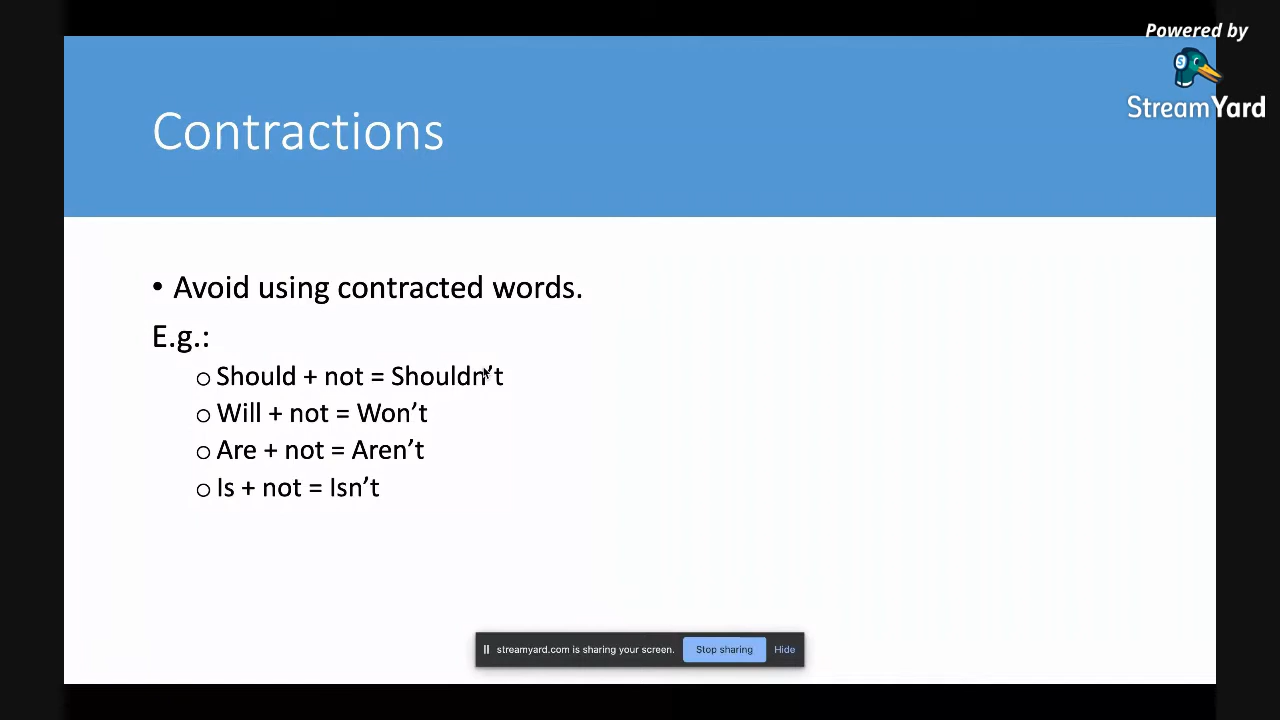 Powered by
StreamYard
Contractions
• Avoid using contracted words.
E.g.:
o Should + not = Shouldn’t
o Will + not = Won’t
o Are + not = Aren’t
o Is + not = Isn’t
streamyard.com is sharing your screen. Stop sharing Hide